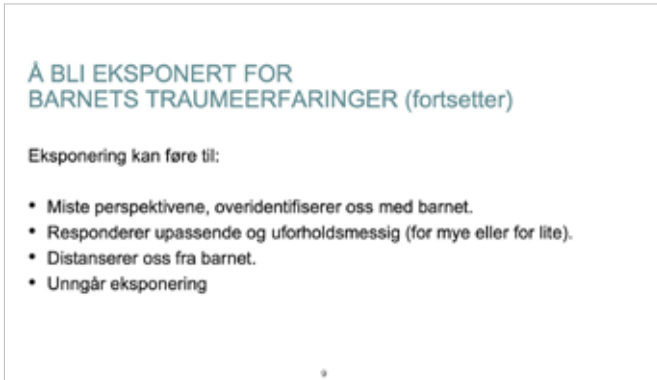 Å BLI EKSPONERT FOR
BARNETS TRAUMEERFARINGER (fortsetter)
Eksponering kan føre til:
• Miste perspektivene, overidentifiserer oss med barnet.
• Responderer upassende og uforholdsmessig (for mye eller for lite).
• Distanserer oss fra barnet.
• Unngår eksponering
9